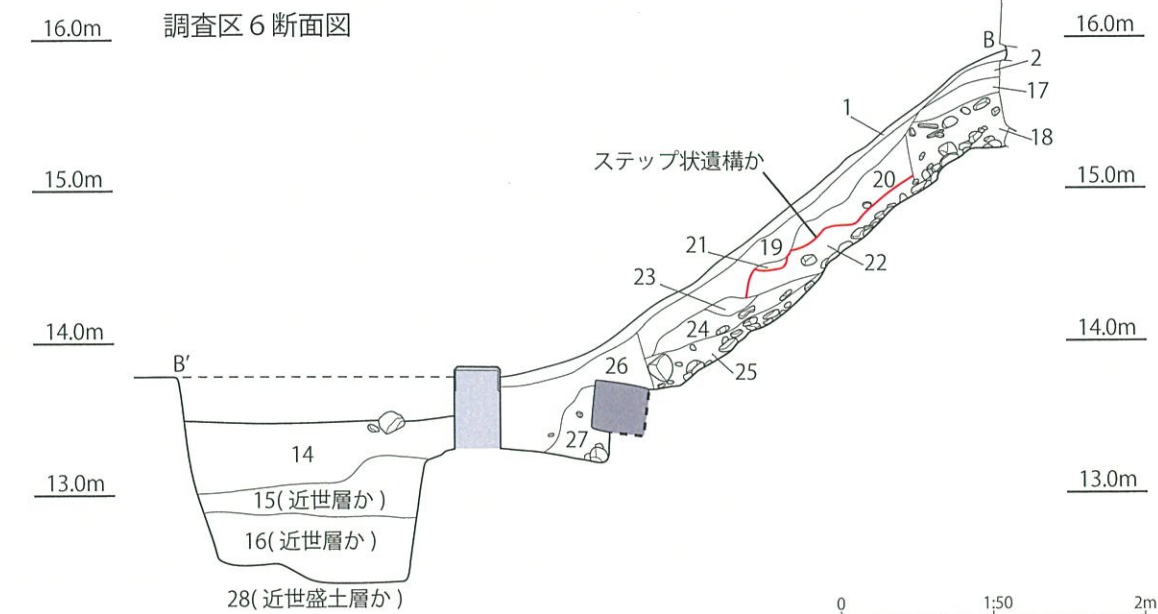 調査区６断面図
16.0m
16.0m
B
2
17
1
18
ステップ状遺構か
15.0m
15.0m
20
19
21
22
23
24
14.0m
14.0m
B’
26
25
27
14
13.0m
13.0m
15(近世層か)
16(近世層か)
28(近世盛土層か)
0 1:50 2m